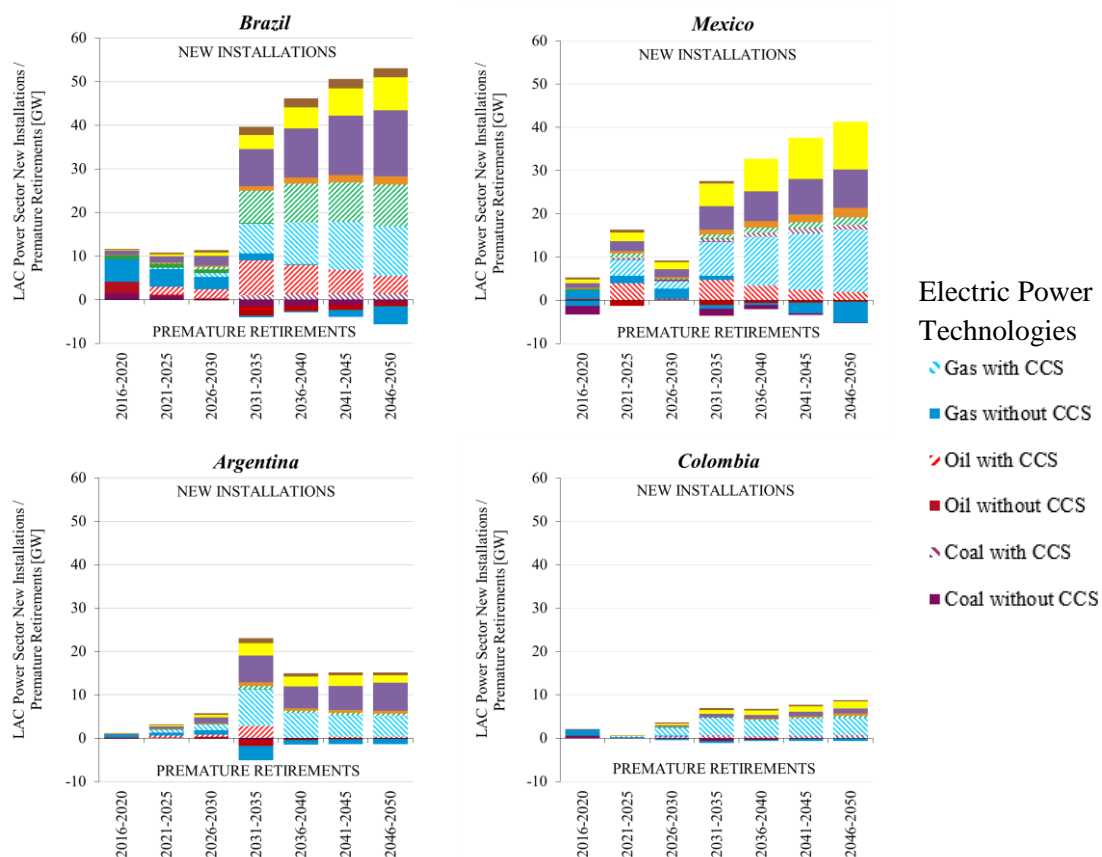 Brazil
NEW INSTALLATIONS
LAC Power Sector New Installations /
Premature Retirements [GW]
60
50
40
30
20
10
0
-10
PREMATURE RETIREMENTS
2016-2020
2021-2025
2026-2030
2031-2035
2036-2040
2041-2045
2046-2050
Mexico
NEW INSTALLATIONS
LAC Power Sector New Installations /
Premature Retirements [GW]
60
50
40
30
20
10
0
-10
PREMATURE RETIREMENTS
2016-2020
2021-2025
2026-2030
2031-2035
2036-2040
2041-2045
2046-2050
Argentina
NEW INSTALLATIONS
LAC Power Sector New Installations /
Premature Retirements [GW]
60
50
40
30
20
10
0
-10
PREMATURE RETIREMENTS
2016-2020
2021-2025
2026-2030
2031-2035
2036-2040
2041-2045
2046-2050
Colombia
NEW INSTALLATIONS
LAC Power Sector New Installations /
Premature Retirements [GW]
60
50
40
30
20
10
0
-10
PREMATURE RETIREMENTS
2016-2020
2021-2025
2026-2030
2031-2035
2036-2040
2041-2045
2046-2050
Electric Power
Technologies
Gas with CCS
Gas without CCS
Oil with CCS
Oil without CCS
Coal with CCS
Coal without CCS